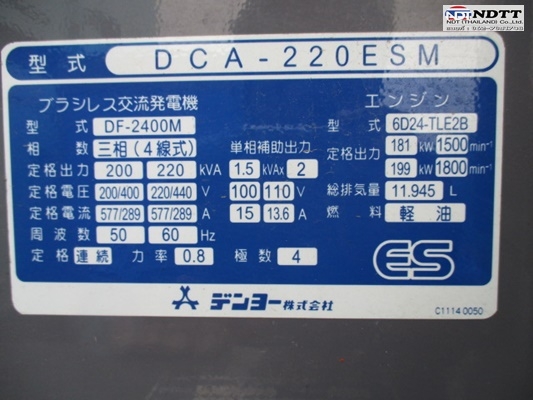 NDTT
NDT (THAILAND) Co., Ltd.
型式 DCA-220ESM
ブラシレス交流発電機 エンジン
型式 DF-2400M 型式 6D24-TLE2B
相数 三相(4線式) 単相補助出力 定格出力 181 kW 1500 min⁻¹
定格出力 200 220 kVA 1.5 kVAx 2 199 kW 1800 min⁻¹
定格電圧 200/400 220/440 V 100 110 V 総排気量 11.945 L
定格電流 577/289 577/289 A 15 13.6 A 燃料 軽油
周波数 50 60 Hz
定格 連続 力率 0.8 極数 4 ES
デンヨー株式会社 C1114 0050